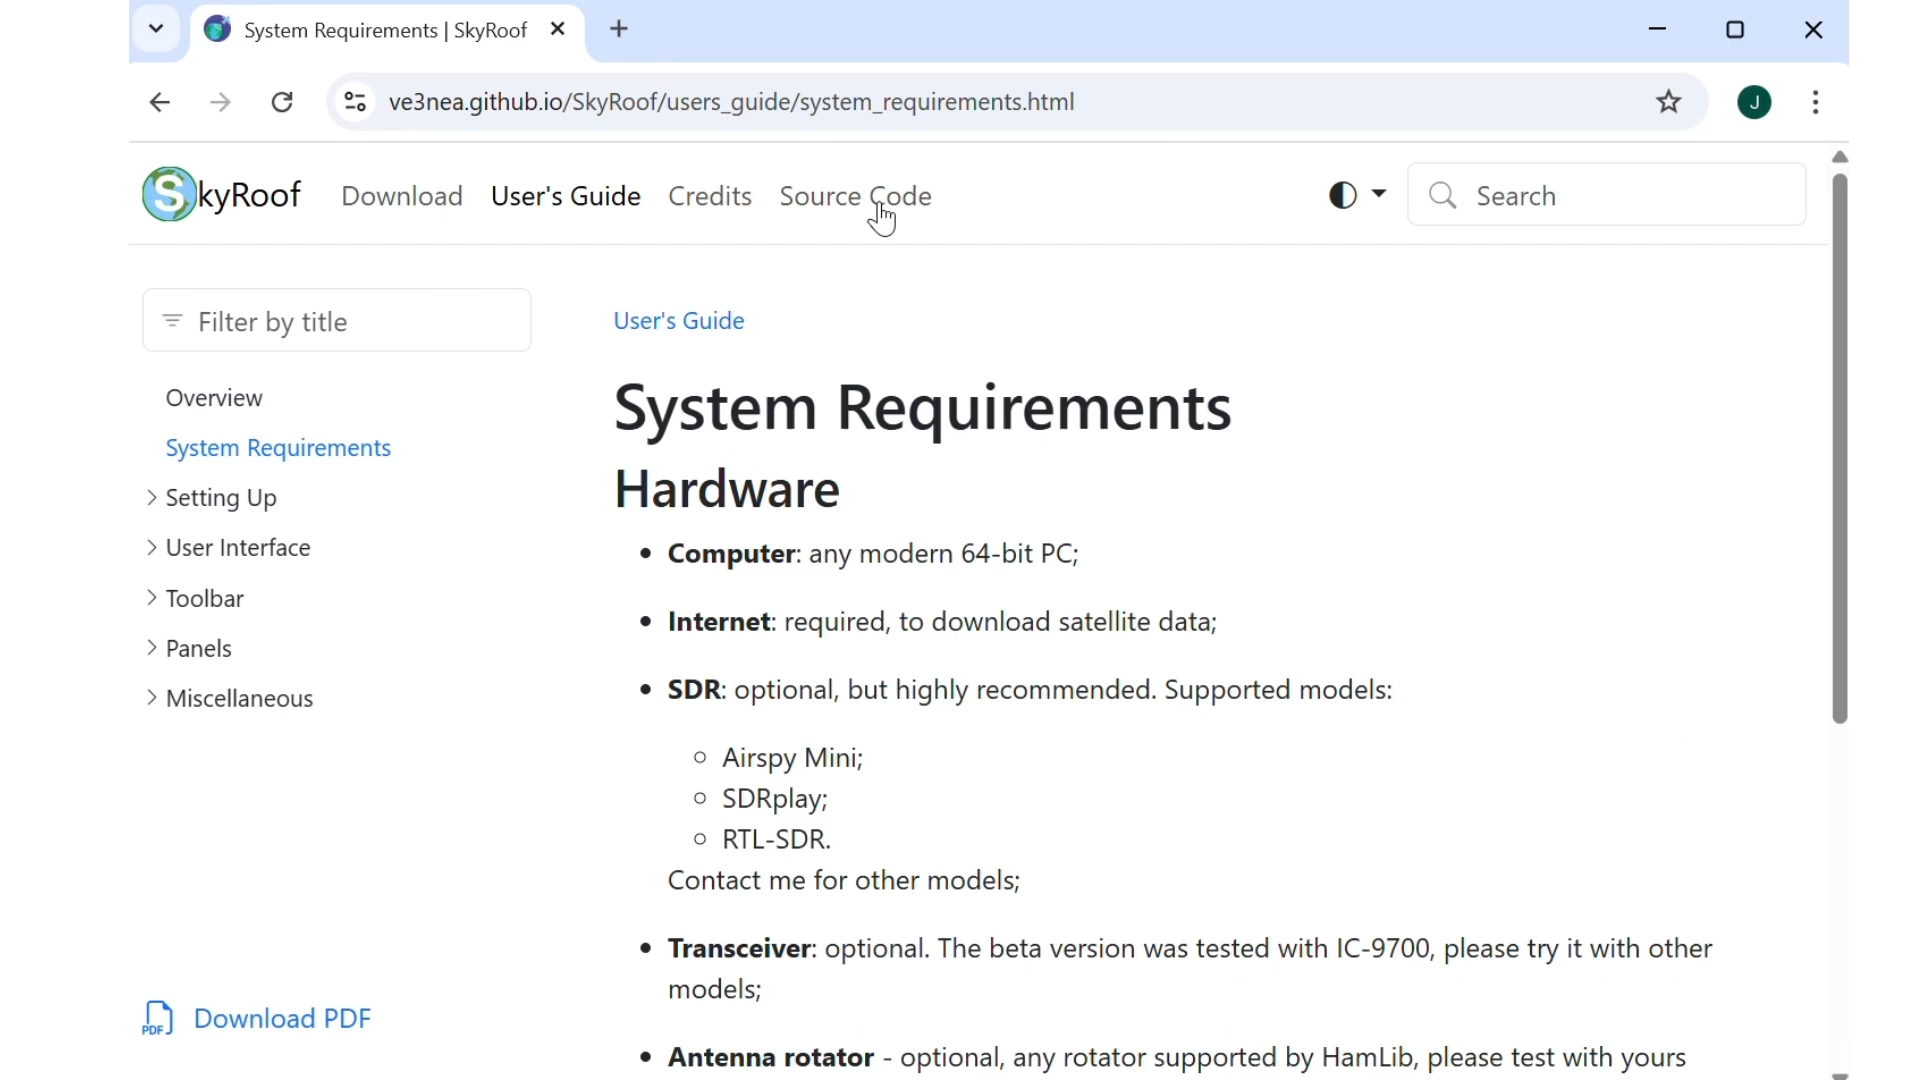 System Requirements | SkyRoof
ve3nea.github.io/SkyRoof/users_guide/system_requirements.html
J
SkyRoof Download User's Guide Credits Source Code Search
Filter by title
Overview
System Requirements
Setting Up
User Interface
Toolbar
Panels
Miscellaneous
PDF Download PDF
User's Guide
System Requirements
Hardware
• Computer: any modern 64-bit PC;
• Internet: required, to download satellite data;
• SDR: optional, but highly recommended. Supported models:
○ Airspy Mini;
○ SDRplay;
○ RTL-SDR.
Contact me for other models;
• Transceiver: optional. The beta version was tested with IC-9700, please try it with other
models;
• Antenna rotator - optional, any rotator supported by HamLib, please test with yours